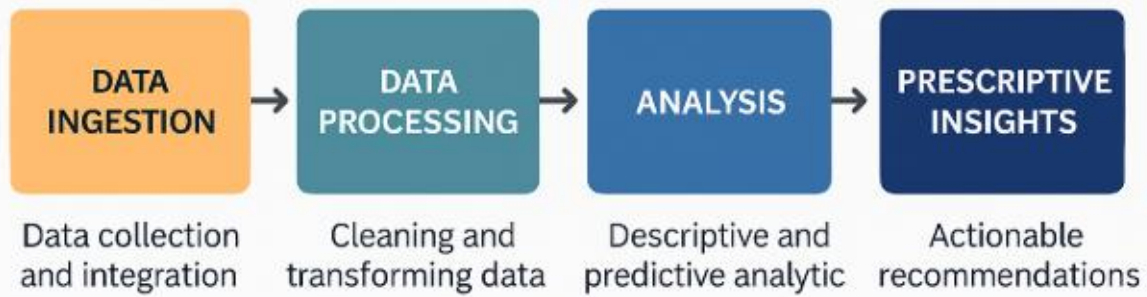 DATA
INGESTION
DATA
PROCESSING
ANALYSIS
PRESCRIPTIVE
INSIGHTS
Data collection
and integration
Cleaning and
transforming data
Descriptive and
predictive analytic
Actionable
recommendations